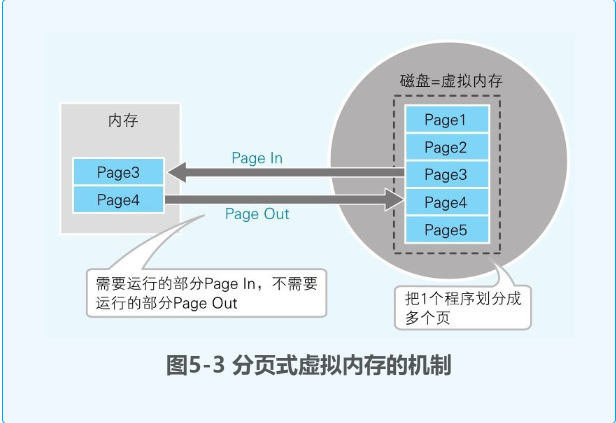 磁盘=虚拟内存
内存
Page1
Page2
Page3
Page4
Page5
Page In
Page3
Page4
Page Out
需要运行的部分Page In，不需要
运行的部分Page Out
把1个程序划分成
多个页
图5-3 分页式虚拟内存的机制